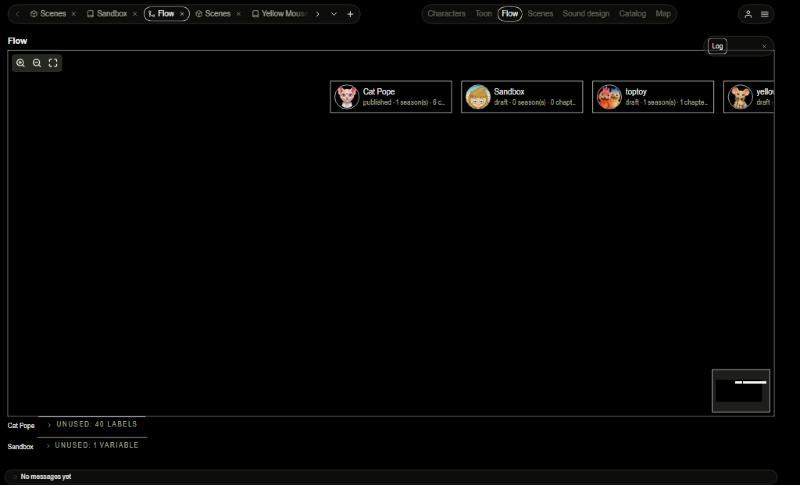 Scenes
Sandbox
Flow
Scenes
Yellow Mouse
Characters Toon Flow Scenes Sound design Catalog Map
Flow
Log
Cat Pope
published · 1 season(s) · 6 c...
Sandbox
draft · 0 season(s) · 0 chapt...
toptoy
draft · 1 season(s) · 1 chapte...
yellow
draft ·
Cat Pope
UNUSED: 40 LABELS
Sandbox
UNUSED: 1 VARIABLE
No messages yet